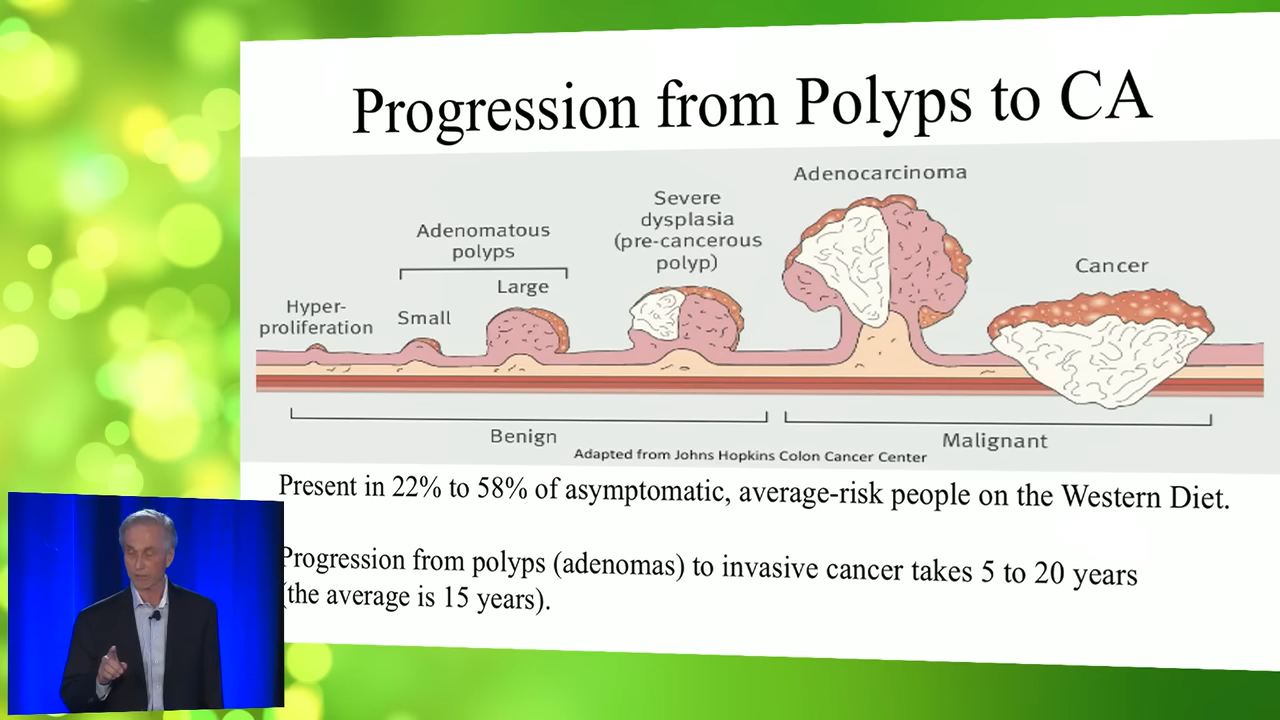 Progression from Polyps to CA
Adenocarcinoma
Severe
dysplasia
(pre-cancerous
polyp)
Adenomatous
polyps
Cancer
Large
Hyper-
proliferation
Small
Benign
Malignant
Adapted from Johns Hopkins Colon Cancer Center
Present in 22% to 58% of asymptomatic, average-risk people on the Western Diet.
Progression from polyps (adenomas) to invasive cancer takes 5 to 20 years
(the average is 15 years).